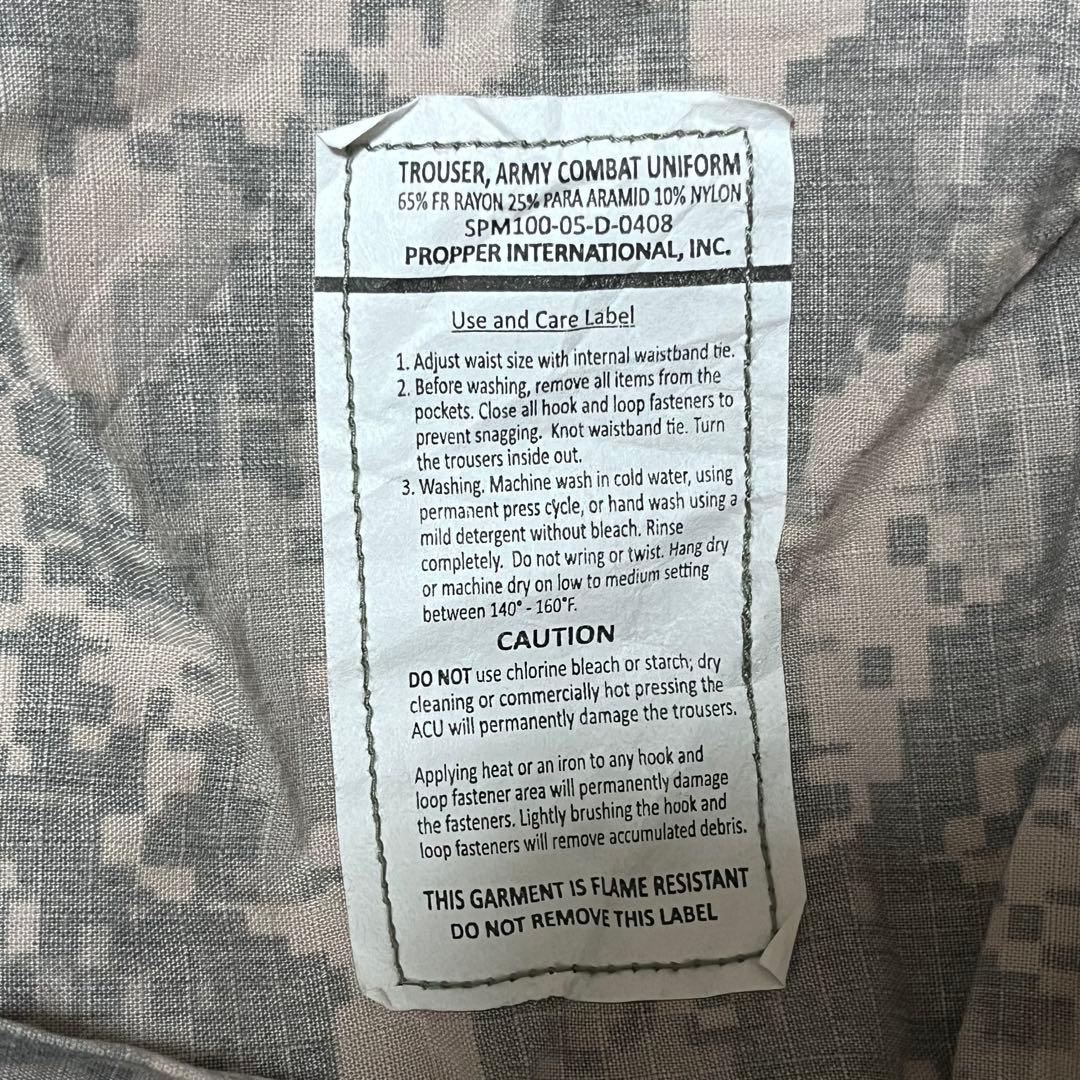 TROUSER, ARMY COMBAT UNIFORM
65% FR RAYON 25% PARA ARAMID 10% NYLON
SPM100-05-D-0408
PROPPER INTERNATIONAL, INC.
Use and Care Label
1. Adjust waist size with internal waistband tie.
2. Before washing, remove all items from the
pockets. Close all hook and loop fasteners to
prevent snagging. Knot waistband tie. Turn
the trousers inside out.
3. Washing. Machine wash in cold water, using
permanent press cycle, or hand wash using a
mild detergent without bleach. Rinse
completely. Do not wring or twist. Hang dry
or machine dry on low to medium setting
between 140° - 160°F.
CAUTION
DO NOT use chlorine bleach or starch; dry
cleaning or commercially hot pressing the
ACU will permanently damage the trousers.
Applying heat or an iron to any hook and
loop fastener area will permanently damage
the fasteners. Lightly brushing the hook and
loop fasteners will remove accumulated debris.
THIS GARMENT IS FLAME RESISTANT
DO NOT REMOVE THIS LABEL